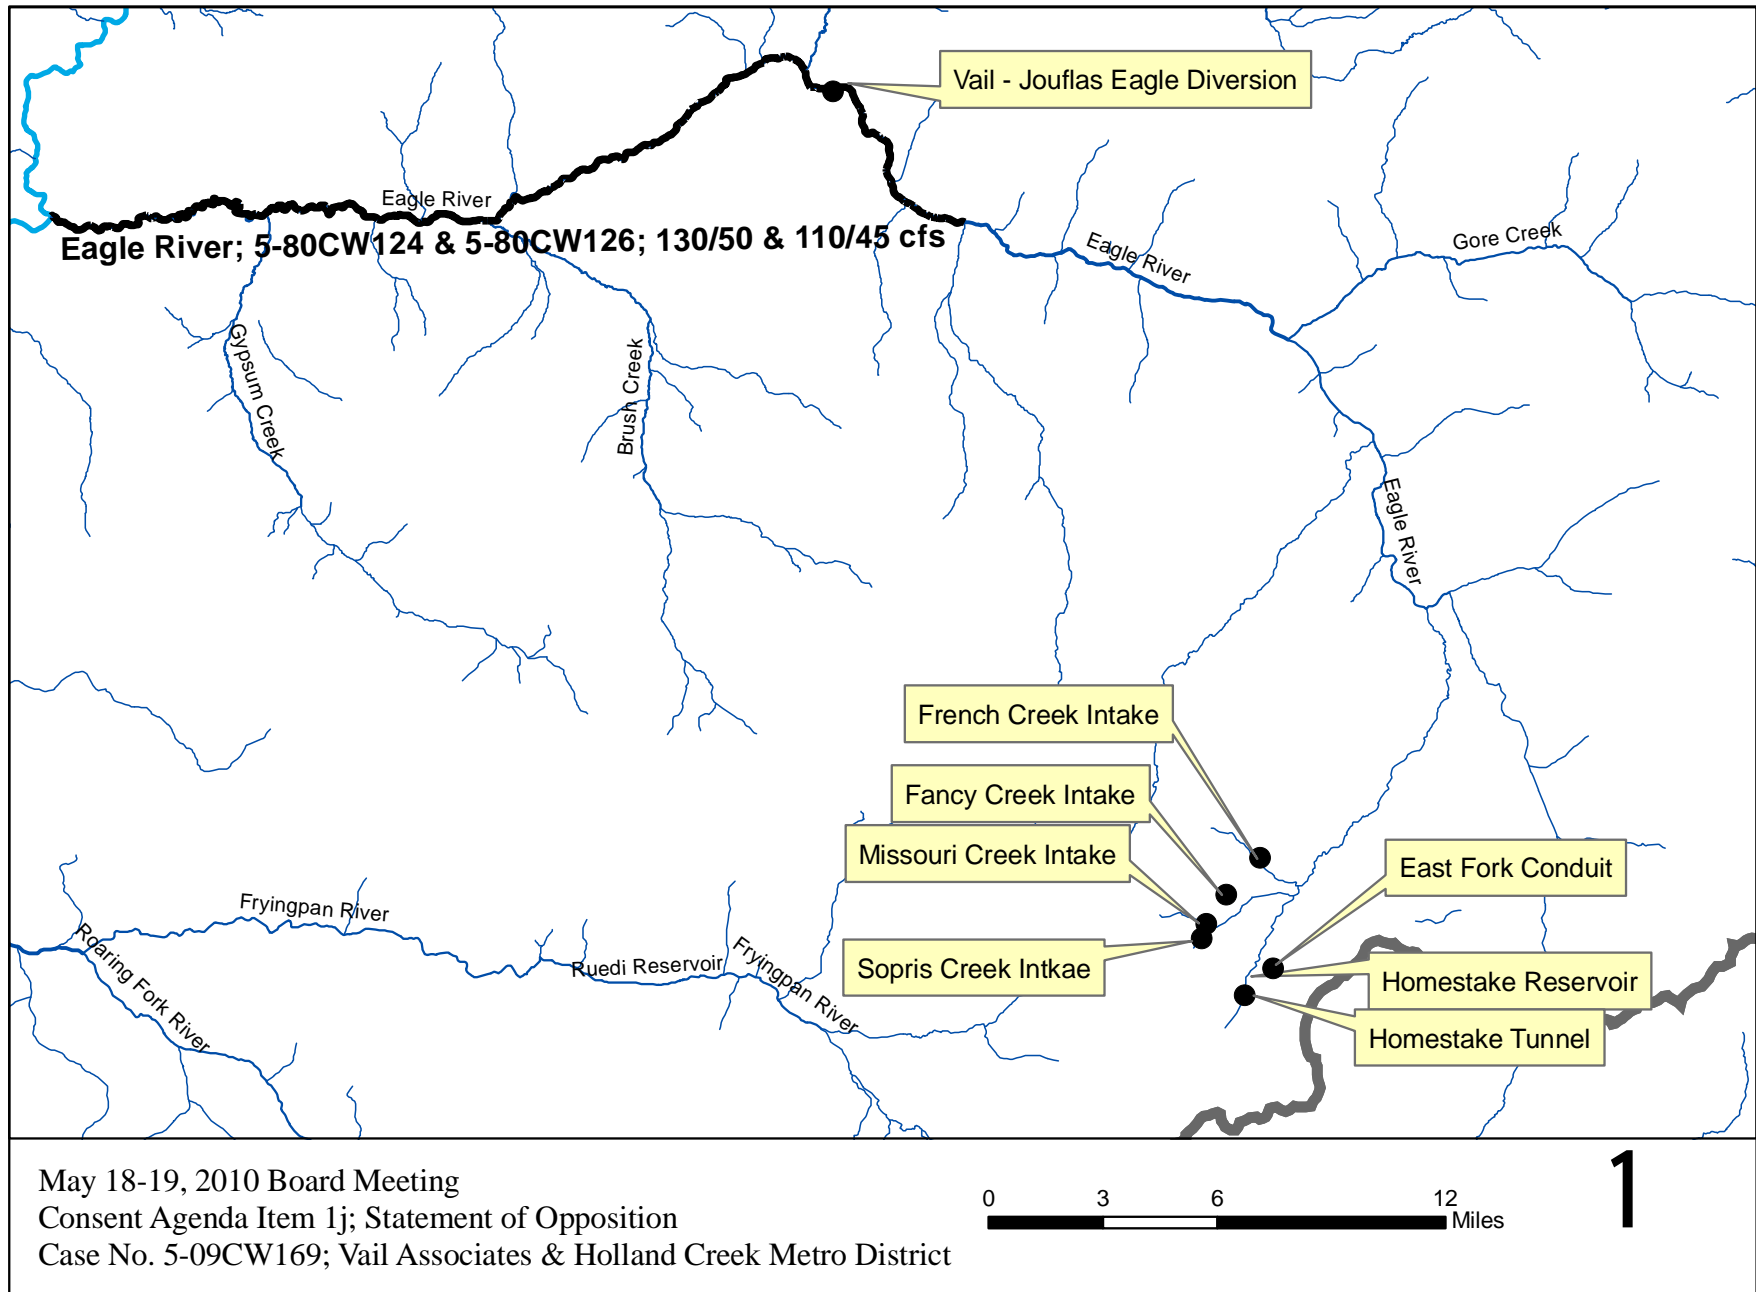 Vail - Jouflas Eagle Diversion
Eagle River
Eagle River; 5-80CW124 & 5-80CW126; 130/50 & 110/45 cfs
Eagle River
Gore Creek
Gypsum Creek
Brush Creek
Eagle River
French Creek Intake
Fancy Creek Intake
Missouri Creek Intake
East Fork Conduit
Fryingpan River
Roaring Fork River
Ruedi Reservoir
Fryingpan River
Sopris Creek Intkae
Homestake Reservoir
Homestake Tunnel
May 18-19, 2010 Board Meeting
Consent Agenda Item 1j; Statement of Opposition
Case No. 5-09CW169; Vail Associates & Holland Creek Metro District
0 3 6 12
Miles
1